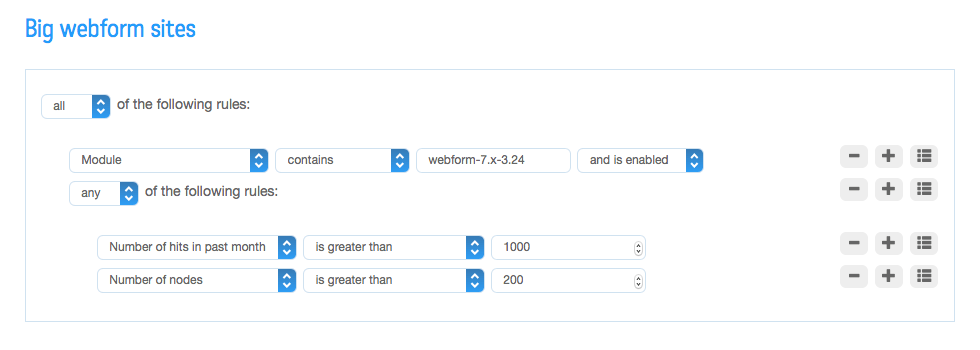 Big webform sites
all of the following rules:
Module contains webform-7.x-3.24 and is enabled
any of the following rules:
Number of hits in past month is greater than 1000
Number of nodes is greater than 200